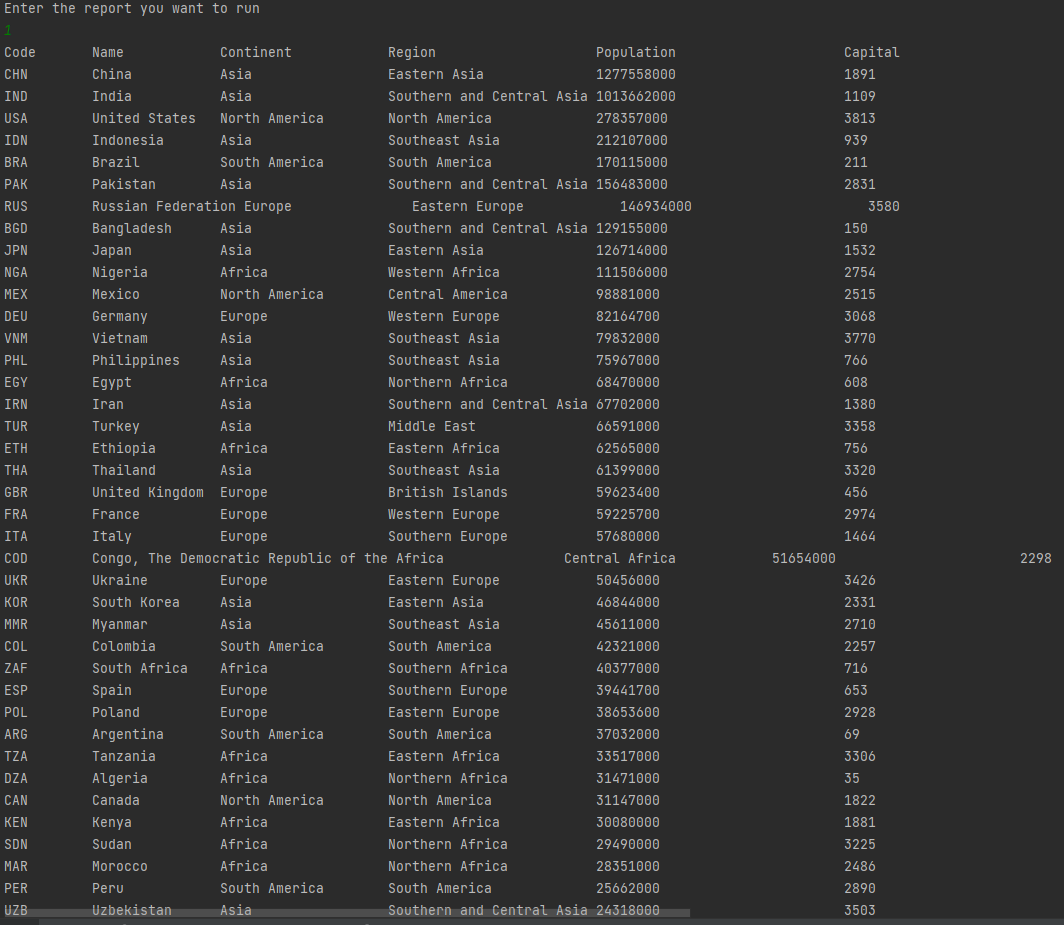 Enter the report you want to run
1
Code Name Continent Region Population Capital
CHN China Asia Eastern Asia 1277558000 1891
IND India Asia Southern and Central Asia 1013662000 1109
USA United States North America North America 278357000 3813
IDN Indonesia Asia Southeast Asia 212107000 939
BRA Brazil South America South America 170115000 211
PAK Pakistan Asia Southern and Central Asia 156483000 2831
RUS Russian Federation Europe Eastern Europe 146934000 3580
BGD Bangladesh Asia Southern and Central Asia 129155000 150
JPN Japan Asia Eastern Asia 126714000 1532
NGA Nigeria Africa Western Africa 111506000 2754
MEX Mexico North America Central America 98881000 2515
DEU Germany Europe Western Europe 82164700 3068
VNM Vietnam Asia Southeast Asia 79832000 3770
PHL Philippines Asia Southeast Asia 75967000 766
EGY Egypt Africa Northern Africa 68470000 608
IRN Iran Asia Southern and Central Asia 67702000 1380
TUR Turkey Asia Middle East 66591000 3358
ETH Ethiopia Africa Eastern Africa 62565000 756
THA Thailand Asia Southeast Asia 61399000 3320
GBR United Kingdom Europe British Islands 59623400 456
FRA France Europe Western Europe 59225700 2974
ITA Italy Europe Southern Europe 57680000 1464
COD Congo, The Democratic Republic of the Africa Central Africa 51654000 2298
UKR Ukraine Europe Eastern Europe 50456000 3426
KOR South Korea Asia Eastern Asia 46844000 2331
MMR Myanmar Asia Southeast Asia 45611000 2710
COL Colombia South America South America 42321000 2257
ZAF South Africa Africa Southern Africa 40377000 716
ESP Spain Europe Southern Europe 39441700 653
POL Poland Europe Eastern Europe 38653600 2928
ARG Argentina South America South America 37032000 69
TZA Tanzania Africa Eastern Africa 33517000 3306
DZA Algeria Africa Northern Africa 31471000 35
CAN Canada North America North America 31147000 1822
KEN Kenya Africa Eastern Africa 30080000 1881
SDN Sudan Africa Northern Africa 29490000 3225
MAR Morocco Africa Northern Africa 28351000 2486
PER Peru South America South America 25662000 2890
UZB Uzbekistan Asia Southern and Central Asia 24318000 3503